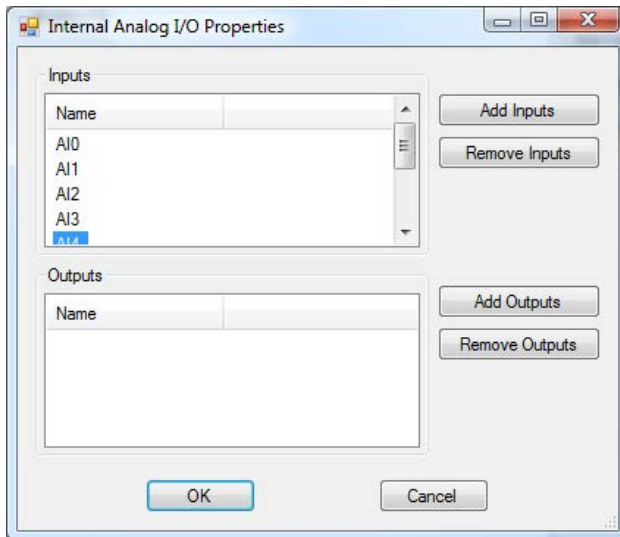 Internal Analog I/O Properties
Inputs
Name
Add Inputs
AI0
Remove Inputs
AI1
AI2
AI3
AI4
Outputs
Name
Add Outputs
Remove Outputs
OK
Cancel